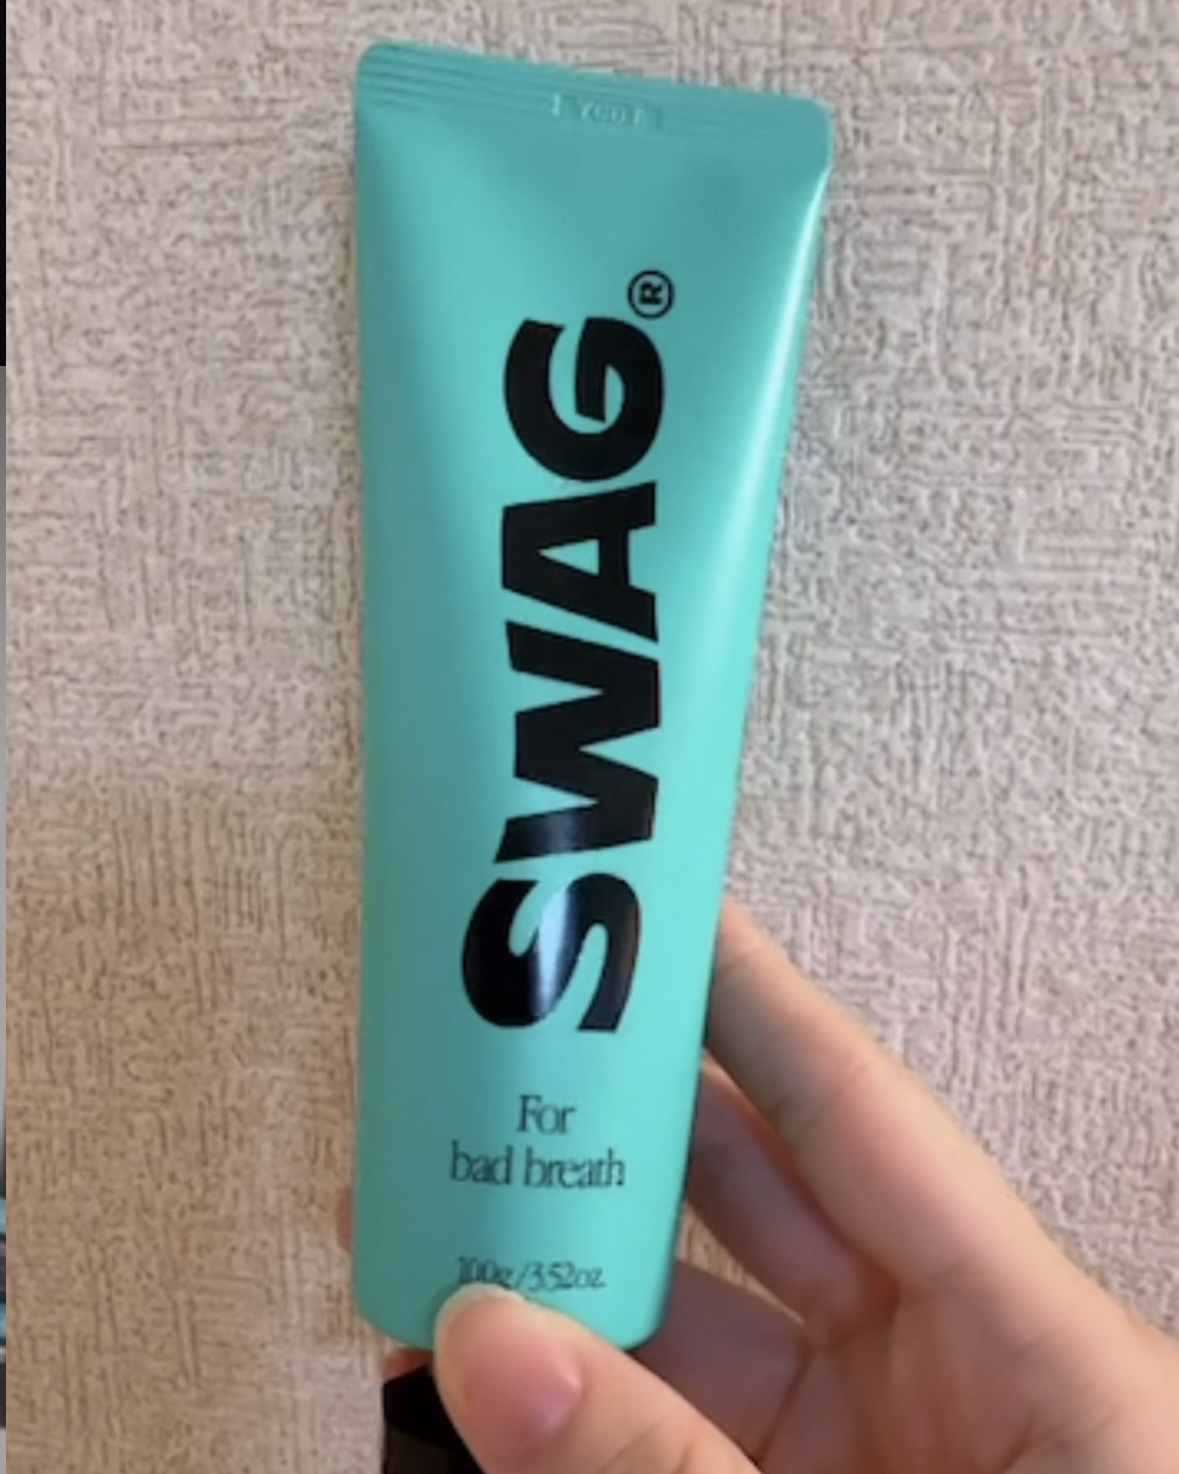 SWAG®
For
bad breath
100g/3.52oz.